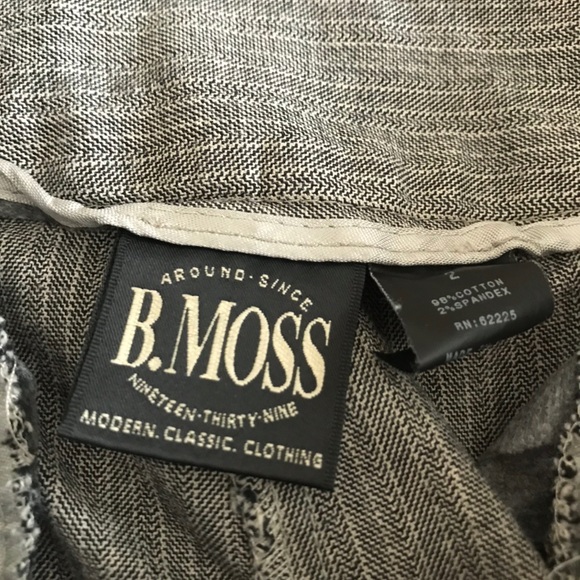 AROUND·SINCE
B.MOSS
NINETEEN·THIRTY·NINE
MODERN. CLASSIC. CLOTHING
2
98%COTTON
2%SPANDEX
RN:62225